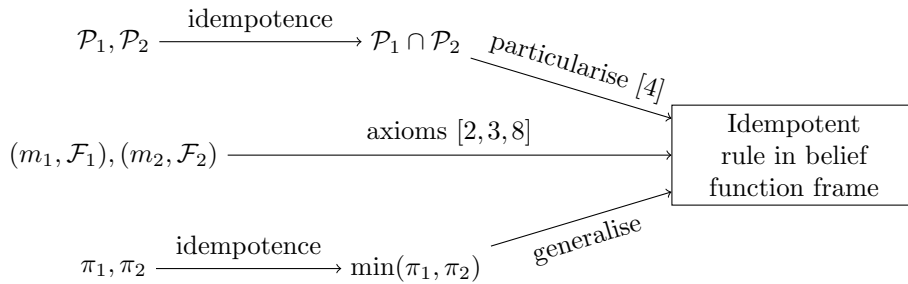 idempotence
𝒫₁, 𝒫₂
𝒫₁ ∩ 𝒫₂
particularise [4]
(m₁, ℱ₁), (m₂, ℱ₂)
axioms [2, 3, 8]
Idempotent
rule in belief
function frame
generalise
idempotence
π₁, π₂
min(π₁, π₂)